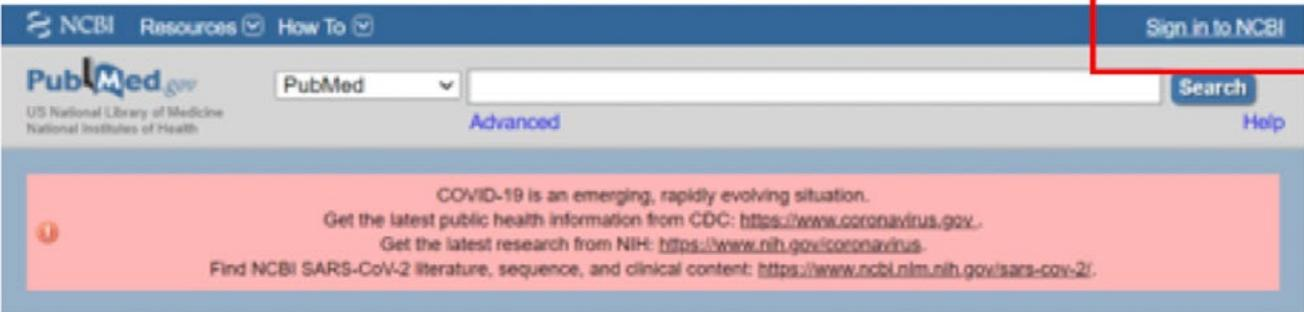 NCBI Resources How To Sign in to NCBI
PubMed.gov PubMed Search
US National Library of Medicine
National Institutes of Health
Advanced Help
COVID-19 is an emerging, rapidly evolving situation.
Get the latest public health information from CDC: https://www.coronavirus.gov .
Get the latest research from NIH: https://www.nih.gov/coronavirus.
Find NCBI SARS-CoV-2 literature, sequence, and clinical content: https://www.ncbi.nlm.nih.gov/sars-cov-2/.